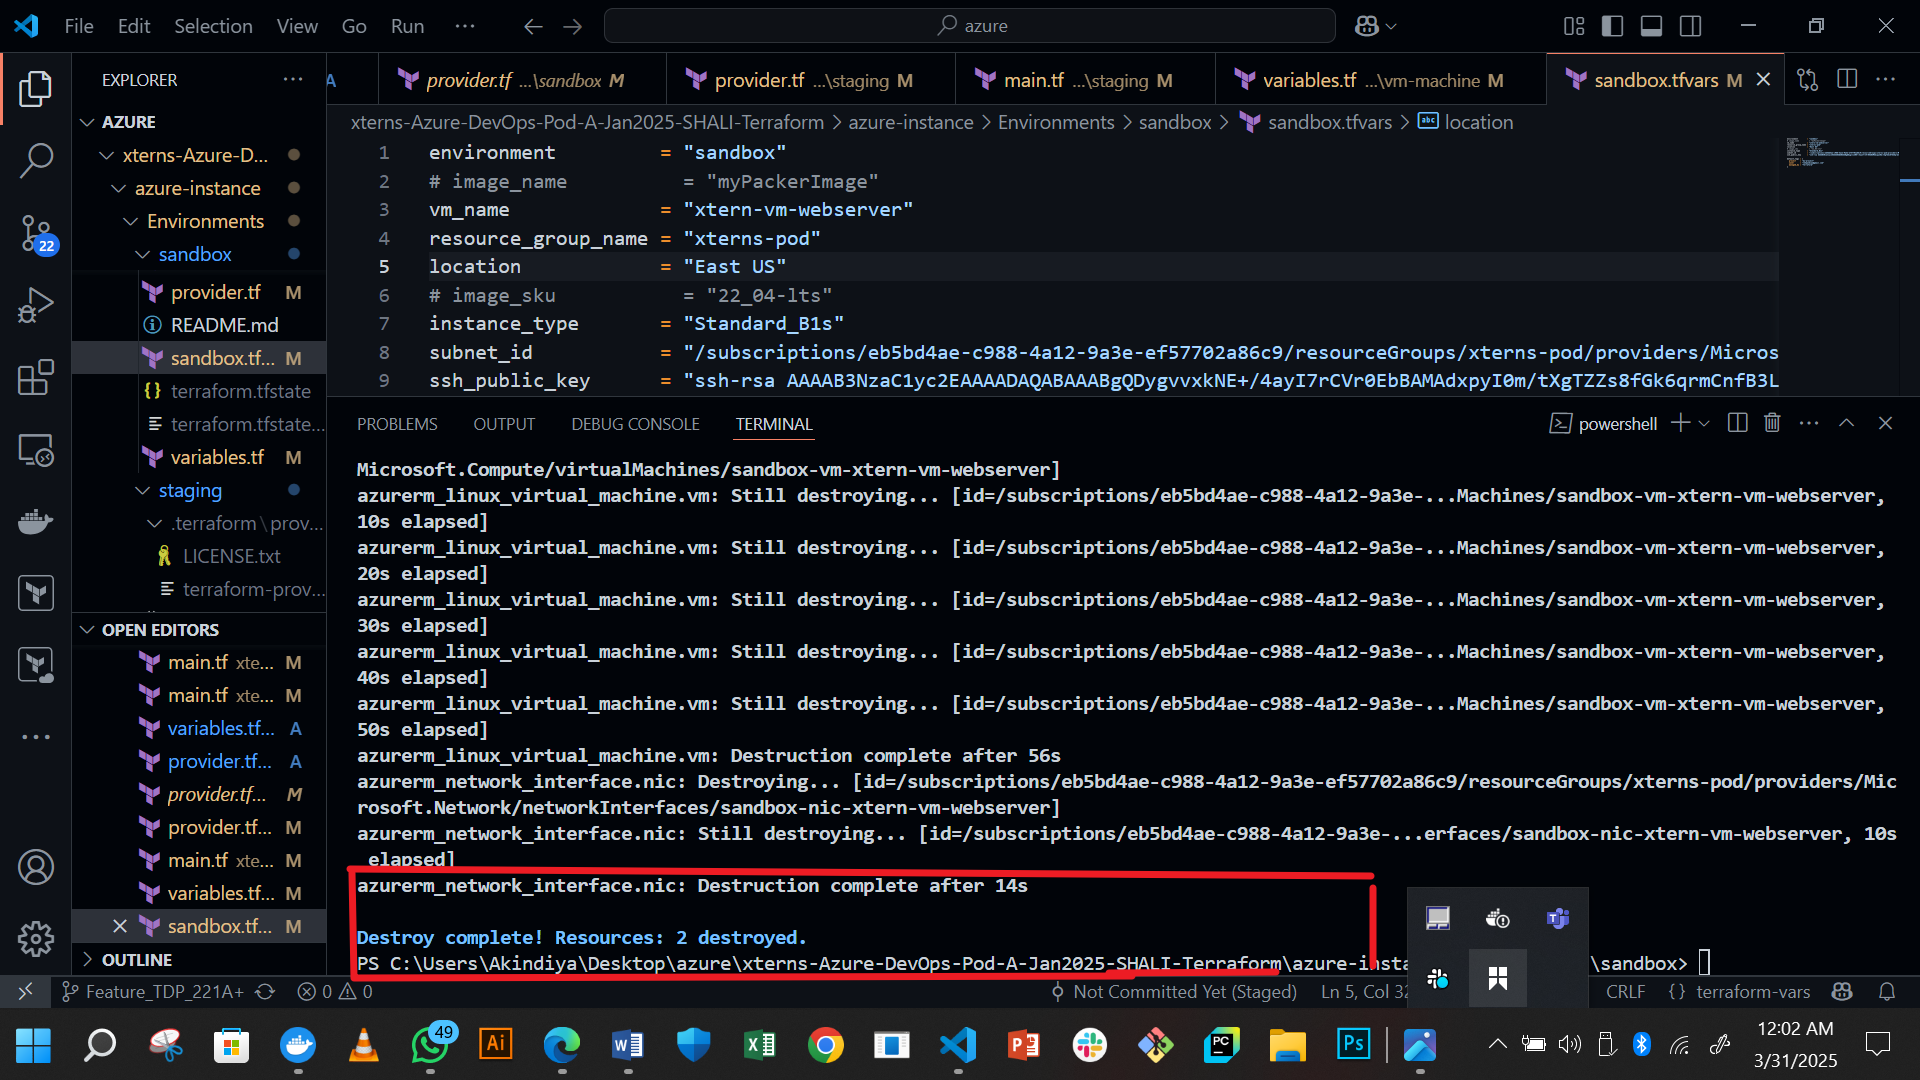 File Edit Selection View Go Run ··· azure
EXPLORER ···
A provider.tf ...\sandbox M provider.tf ...\staging M main.tf ...\staging M variables.tf ...\vm-machine M sandbox.tfvars M
AZURE
xterns-Azure-D...
azure-instance
Environments
sandbox
provider.tf M
README.md
sandbox.tf... M
terraform.tfstate
terraform.tfstate...
variables.tf M
staging
.terraform\prov...
LICENSE.txt
terraform-prov...
OPEN EDITORS
main.tf xte... M
main.tf xte... M
variables.tf... A
provider.tf... A
provider.tf... M
provider.tf... M
main.tf xte... M
variables.tf... M
sandbox.tf... M
OUTLINE
22
xterns-Azure-DevOps-Pod-A-Jan2025-SHALI-Terraform > azure-instance > Environments > sandbox > sandbox.tfvars > abc location
1 environment = "sandbox"
2 # image_name = "myPackerImage"
3 vm_name = "xtern-vm-webserver"
4 resource_group_name = "xterns-pod"
5 location = "East US"
6 # image_sku = "22_04-lts"
7 instance_type = "Standard_B1s"
8 subnet_id = "/subscriptions/eb5bd4ae-c988-4a12-9a3e-ef57702a86c9/resourceGroups/xterns-pod/providers/Micros
9 ssh_public_key = "ssh-rsa AAAAB3NzaC1yc2EAAAADAQABAAABgQDygvvxkNE+/4ayI7rCVr0EbBAMAdxpyI0m/tXgTZZs8fGk6qrmCnfB3L
PROBLEMS OUTPUT DEBUG CONSOLE TERMINAL powershell
Microsoft.Compute/virtualMachines/sandbox-vm-xtern-vm-webserver]
azurerm_linux_virtual_machine.vm: Still destroying... [id=/subscriptions/eb5bd4ae-c988-4a12-9a3e-...Machines/sandbox-vm-xtern-vm-webserver,
10s elapsed]
azurerm_linux_virtual_machine.vm: Still destroying... [id=/subscriptions/eb5bd4ae-c988-4a12-9a3e-...Machines/sandbox-vm-xtern-vm-webserver,
20s elapsed]
azurerm_linux_virtual_machine.vm: Still destroying... [id=/subscriptions/eb5bd4ae-c988-4a12-9a3e-...Machines/sandbox-vm-xtern-vm-webserver,
30s elapsed]
azurerm_linux_virtual_machine.vm: Still destroying... [id=/subscriptions/eb5bd4ae-c988-4a12-9a3e-...Machines/sandbox-vm-xtern-vm-webserver,
40s elapsed]
azurerm_linux_virtual_machine.vm: Still destroying... [id=/subscriptions/eb5bd4ae-c988-4a12-9a3e-...Machines/sandbox-vm-xtern-vm-webserver,
50s elapsed]
azurerm_linux_virtual_machine.vm: Destruction complete after 56s
azurerm_network_interface.nic: Destroying... [id=/subscriptions/eb5bd4ae-c988-4a12-9a3e-ef57702a86c9/resourceGroups/xterns-pod/providers/Mic
rosoft.Network/networkInterfaces/sandbox-nic-xtern-vm-webserver]
azurerm_network_interface.nic: Still destroying... [id=/subscriptions/eb5bd4ae-c988-4a12-9a3e-...erfaces/sandbox-nic-xtern-vm-webserver, 10s
elapsed]
azurerm_network_interface.nic: Destruction complete after 14s
Destroy complete! Resources: 2 destroyed.
PS C:\Users\Akindiya\Desktop\azure\xterns-Azure-DevOps-Pod-A-Jan2025-SHALI-Terraform\azure-insta \sandbox>
Feature_TDP_221A+ 0 0 Not Committed Yet (Staged) Ln 5, Col 32 CRLF {} terraform-vars
49 Ai PC Ps
12:02 AM
3/31/2025